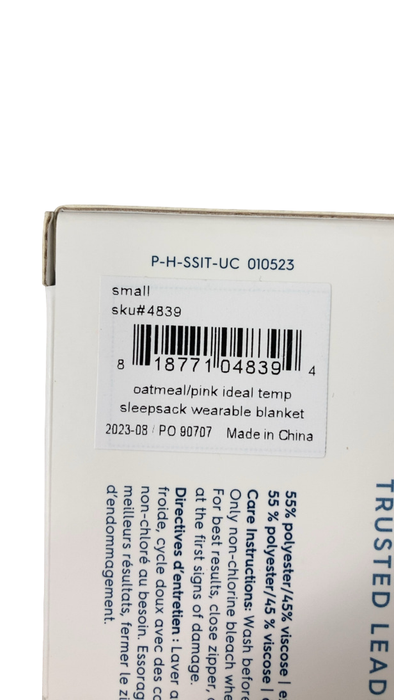 P-H-SSIT-UC 010523
small
sku#4839
8 18771 04839 4
oatmeal/pink ideal temp
sleepsack wearable blanket
2023-08 / PO 90707 Made in China
TRUSTED LEAD
55% polyester/45% viscose |
55 % polyester/45 % viscose |
Care Instructions: Wash before
Only non-chlorine bleach
For best results, close zipper,
at the first signs of damage.
Directives d'entretien : Laver
froide, cycle doux avec des
non-chloré au besoin.
meilleurs résultats, fermer le
d'endommagement.